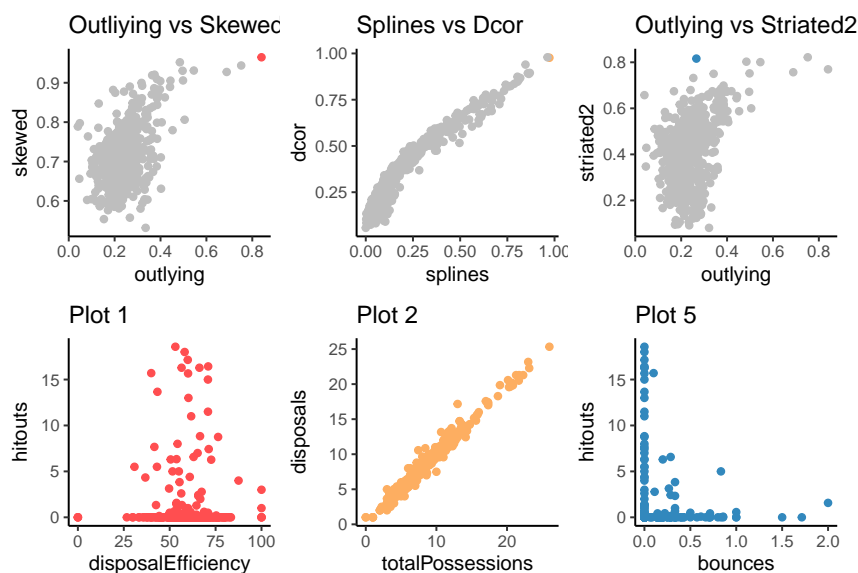 Outliying vs Skewed
Splines vs Dcor
Outlying vs Striated2
skewed
0.9
0.8
0.7
0.6
0.0 0.2 0.4 0.6 0.8
outlying
dcor
1.00
0.75
0.50
0.25
0.00 0.25 0.50 0.75 1.00
splines
striated2
0.8
0.6
0.4
0.2
0.0 0.2 0.4 0.6 0.8
outlying
Plot 1
Plot 2
Plot 5
hitouts
15
10
5
0
0 25 50 75 100
disposalEfficiency
disposals
25
20
15
10
5
0
0 10 20
totalPossessions
hitouts
15
10
5
0
0.0 0.5 1.0 1.5 2.0
bounces